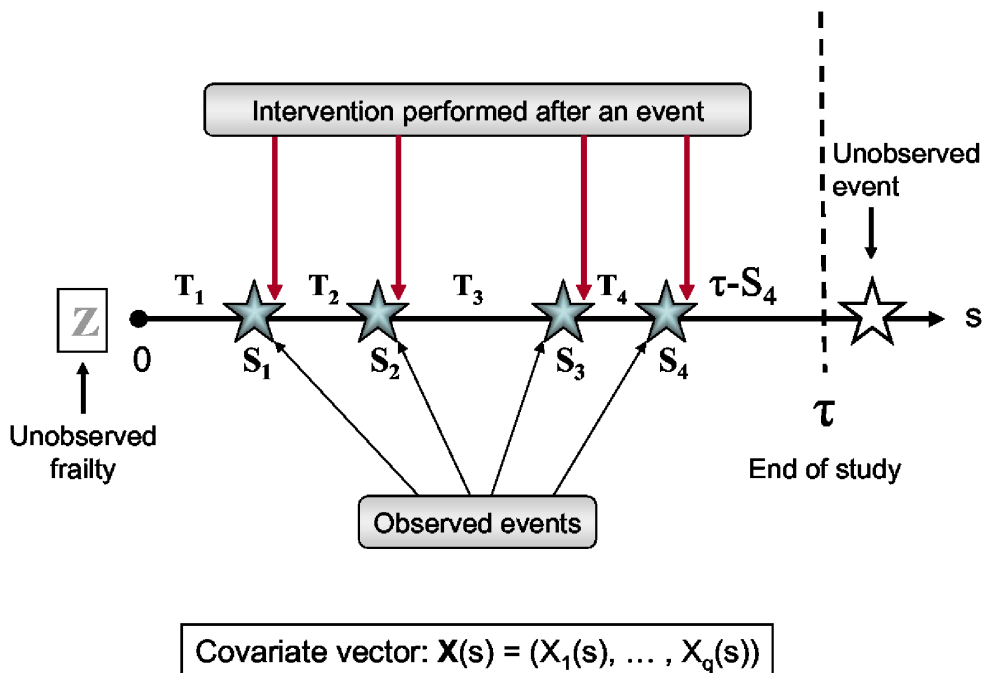 Intervention performed after an event
Unobserved
event
T₁ T₂ T₃ T₄ τ-S₄
Z
0
s
S₁ S₂ S₃ S₄
τ
Unobserved
frailty
End of study
Observed events
Covariate vector: X(s) = (X₁(s), ... , X_q(s))